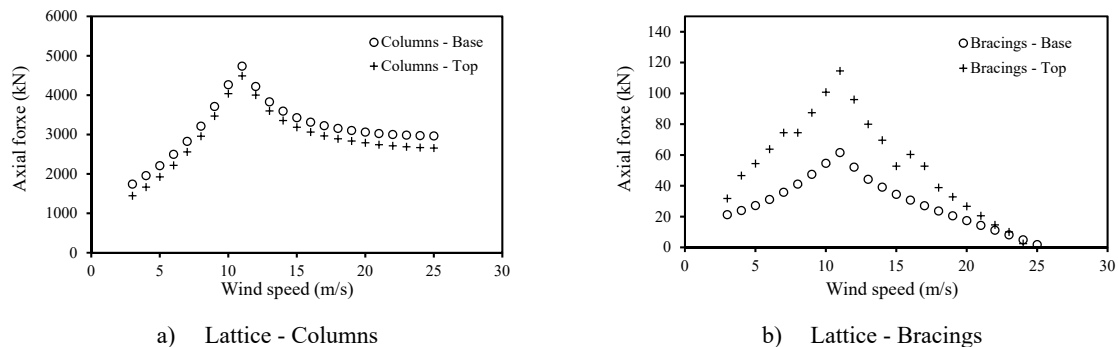 6000
5000
4000
3000
2000
1000
0
Axial forxe (kN)
Columns - Base
Columns - Top
0 5 10 15 20 25 30
Wind speed (m/s)
a) Lattice - Columns
140
120
100
80
60
40
20
0
Axial forxe (kN)
Bracings - Base
Bracings - Top
0 5 10 15 20 25 30
Wind speed (m/s)
b) Lattice - Bracings